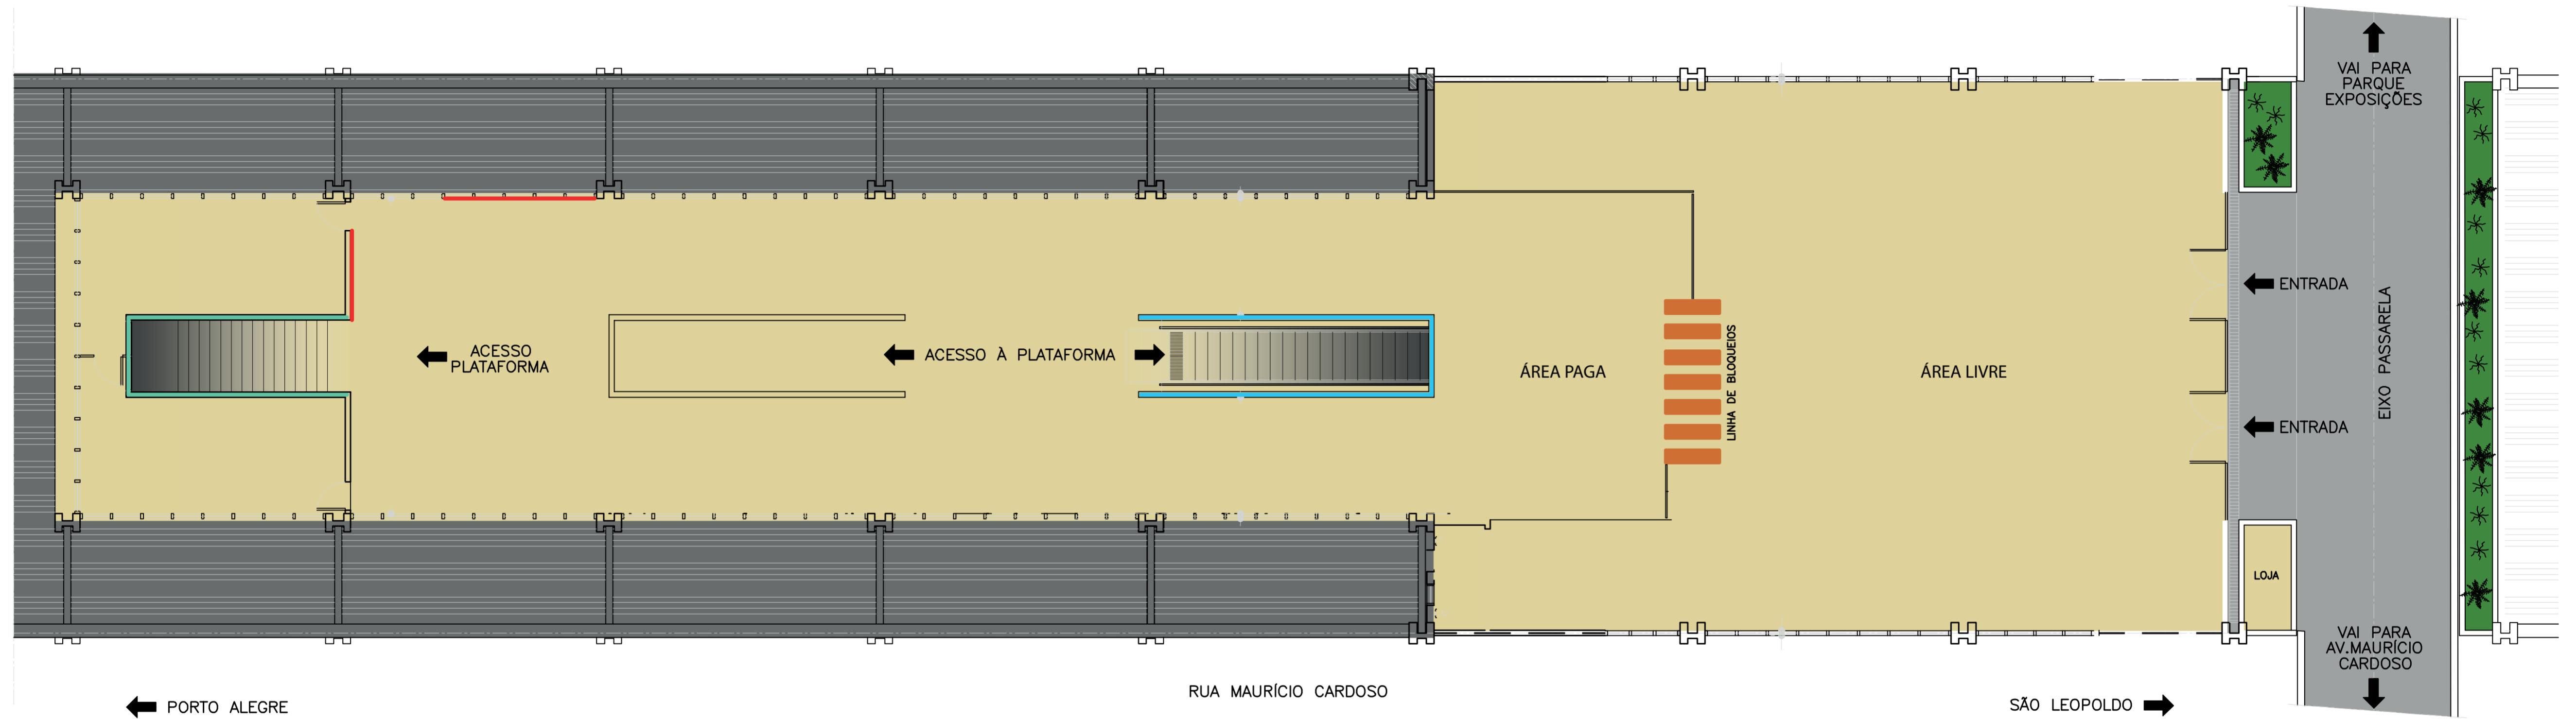 VAI PARA
PARQUE
EXPOSIÇÕES
ENTRADA
ENTRADA
EIXO PASSARELA
ACESSO
PLATAFORMA
ACESSO À PLATAFORMA
ÁREA PAGA
LINHA DE BLOQUEIOS
ÁREA LIVRE
LOJA
VAI PARA
AV.MAURÍCIO
CARDOSO
RUA MAURÍCIO CARDOSO
PORTO ALEGRE
SÃO LEOPOLDO